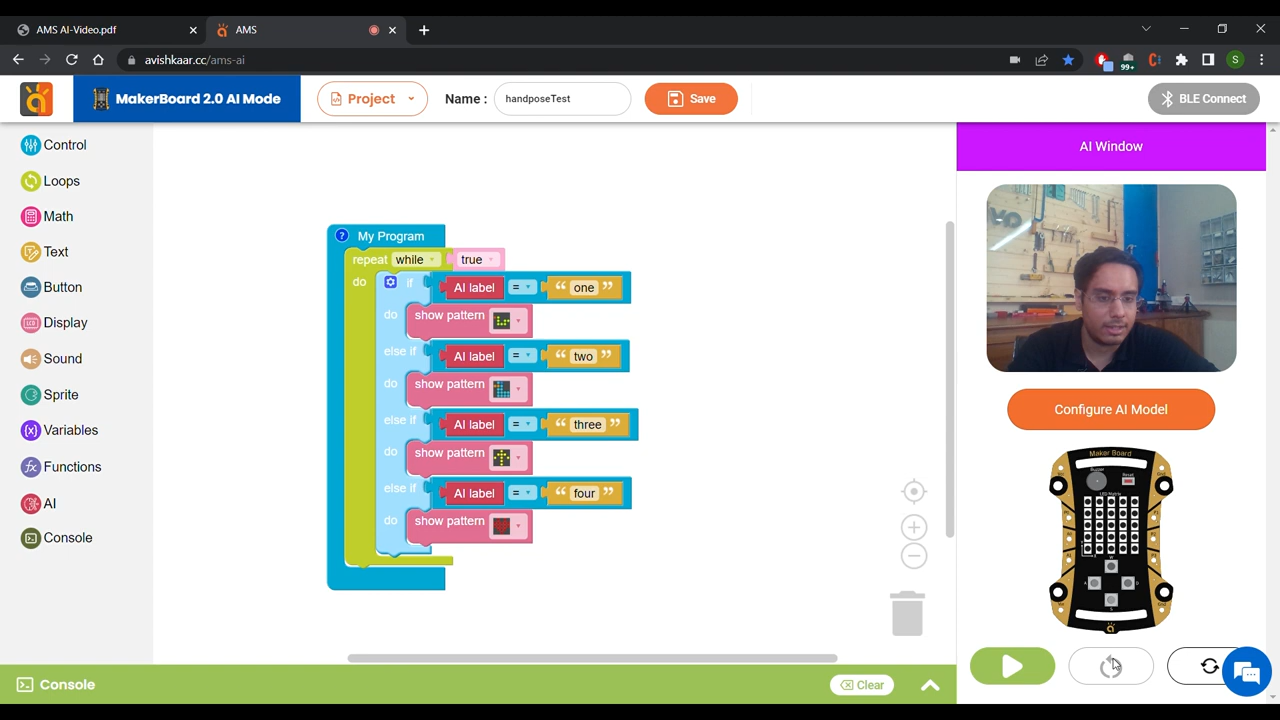 AMS AI-Video.pdf
AMS
avishkaar.cc/ams-ai
99+
S
MakerBoard 2.0 AI Mode
Project
Name :
handposeTest
Save
BLE Connect
Control
Loops
Math
Text
Button
Display
Sound
Sprite
Variables
Functions
AI
Console
? My Program
repeat while true
do if AI label = “ one ”
do show pattern
else if AI label = “ two ”
do show pattern
else if AI label = “ three ”
do show pattern
else if AI label = “ four ”
do show pattern
AI Window
Configure AI Model
Maker Board
Buzzer
Reset
LED Matrix
W
A
D
S
Console
Clear